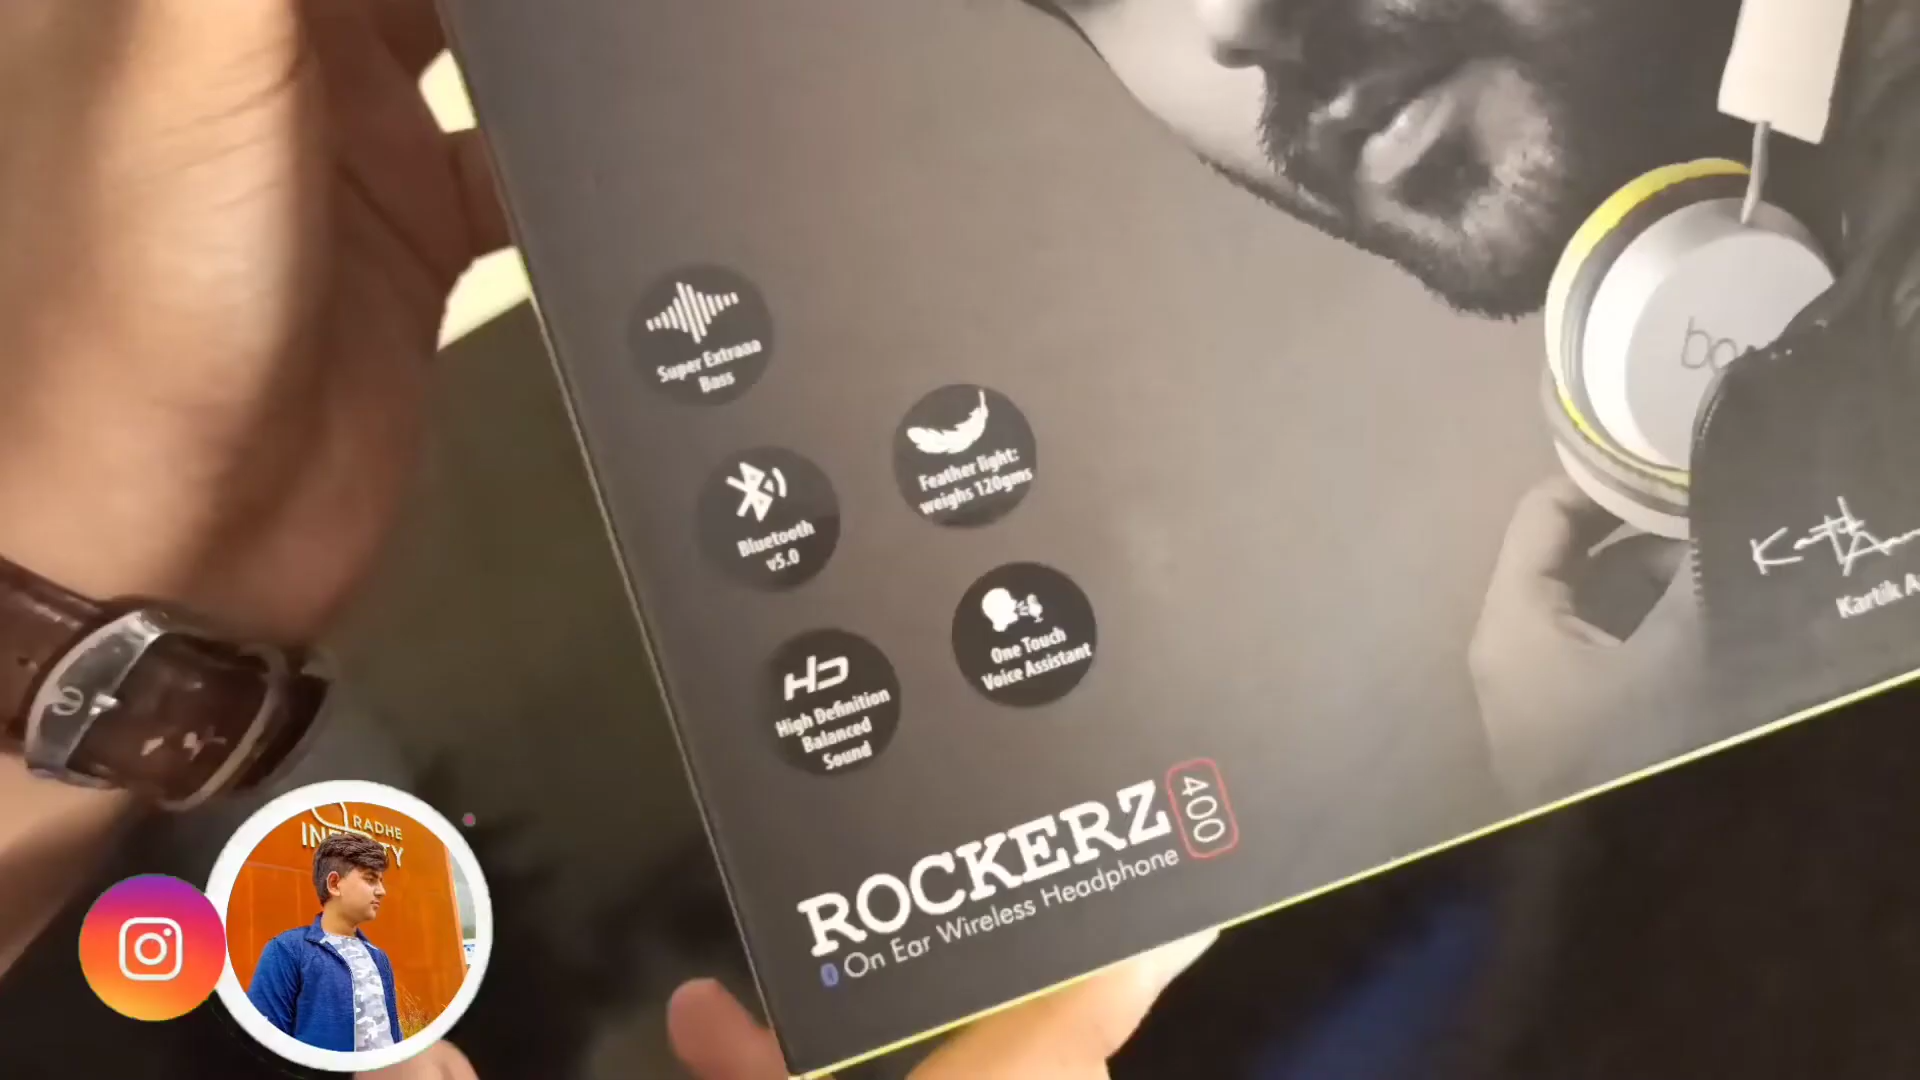 Super Extraaa
Bass
Feather light:
weighs 120gms
Bluetooth
v5.0
One Touch
Voice Assistant
HD
High Definition
Balanced
Sound
ROCKERZ 400
On Ear Wireless Headphone
Kartik
RADHE